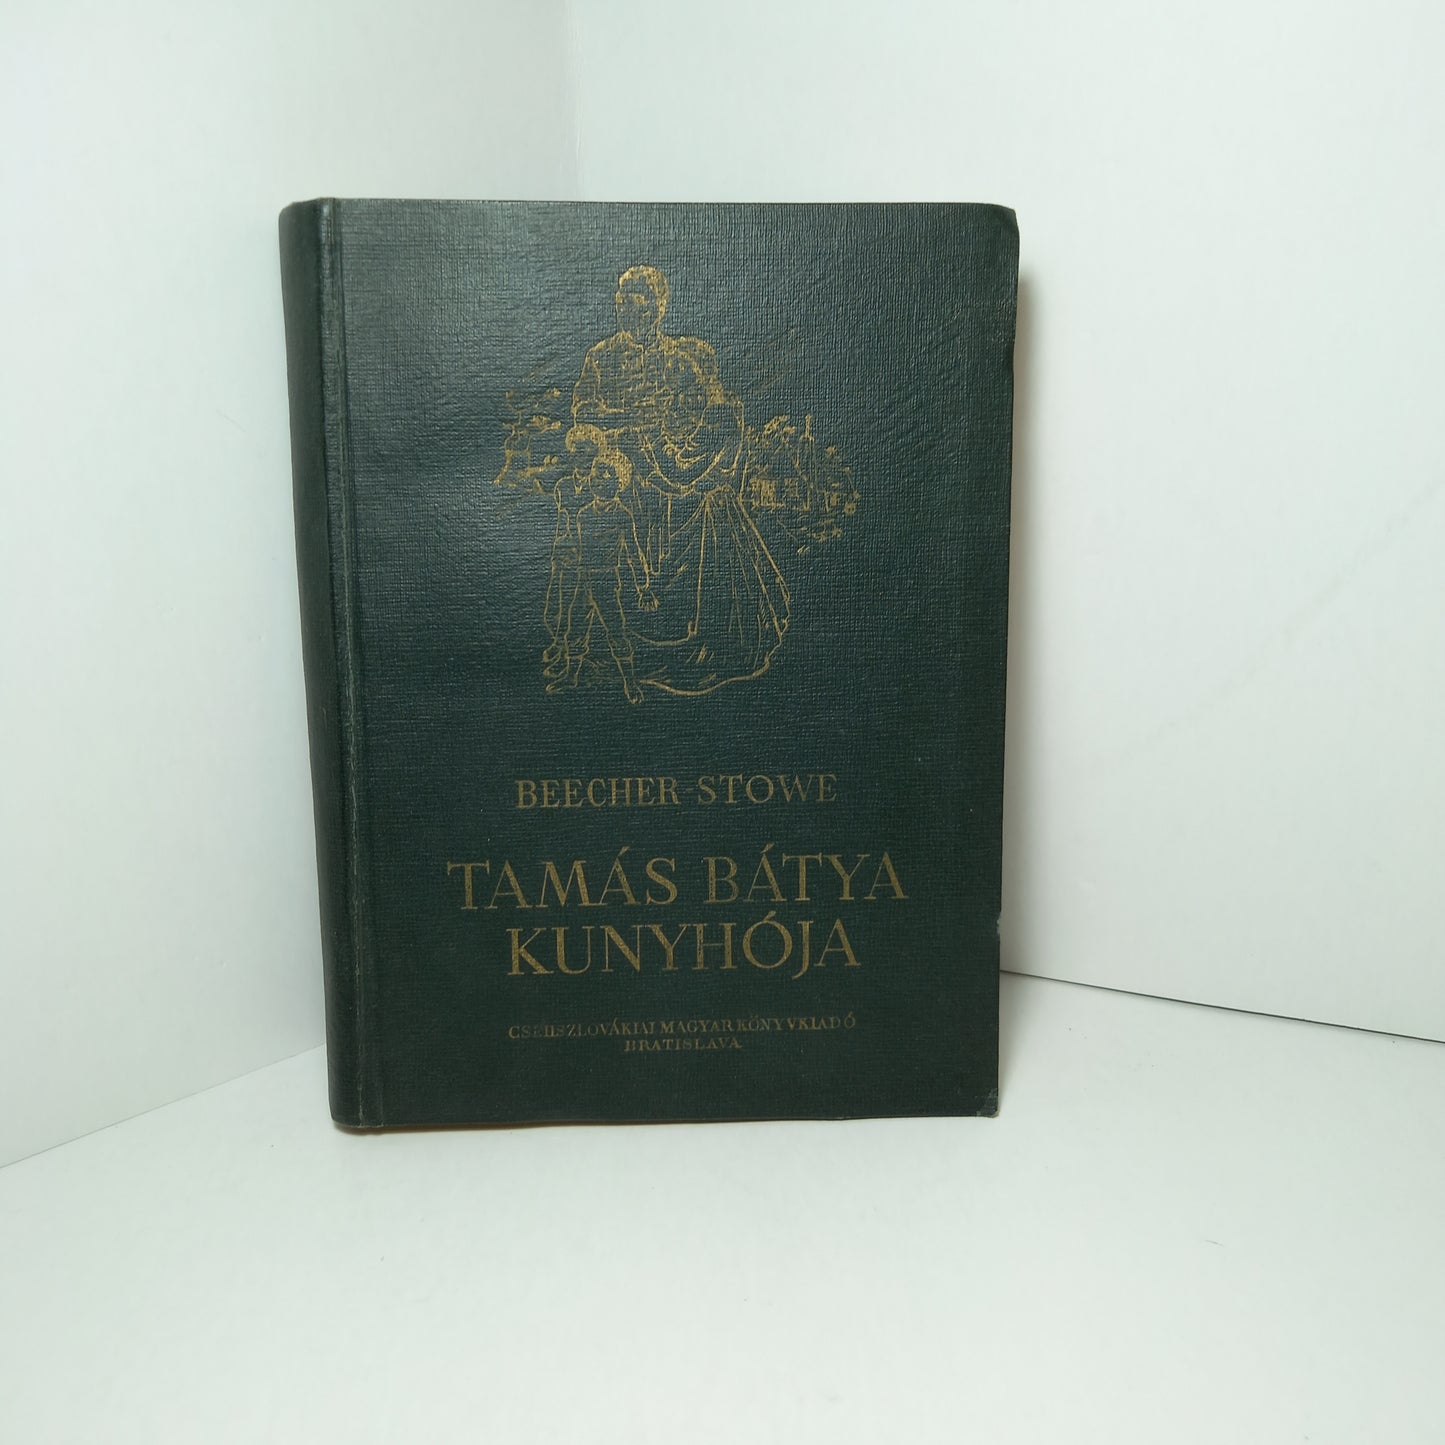 BEECHER-STOWE
TAMÁS BÁTYA
KUNYHÓJA
CSEHSZLOVÁKIAI MAGYAR KÖNYVKIADÓ
BRATISLAVA